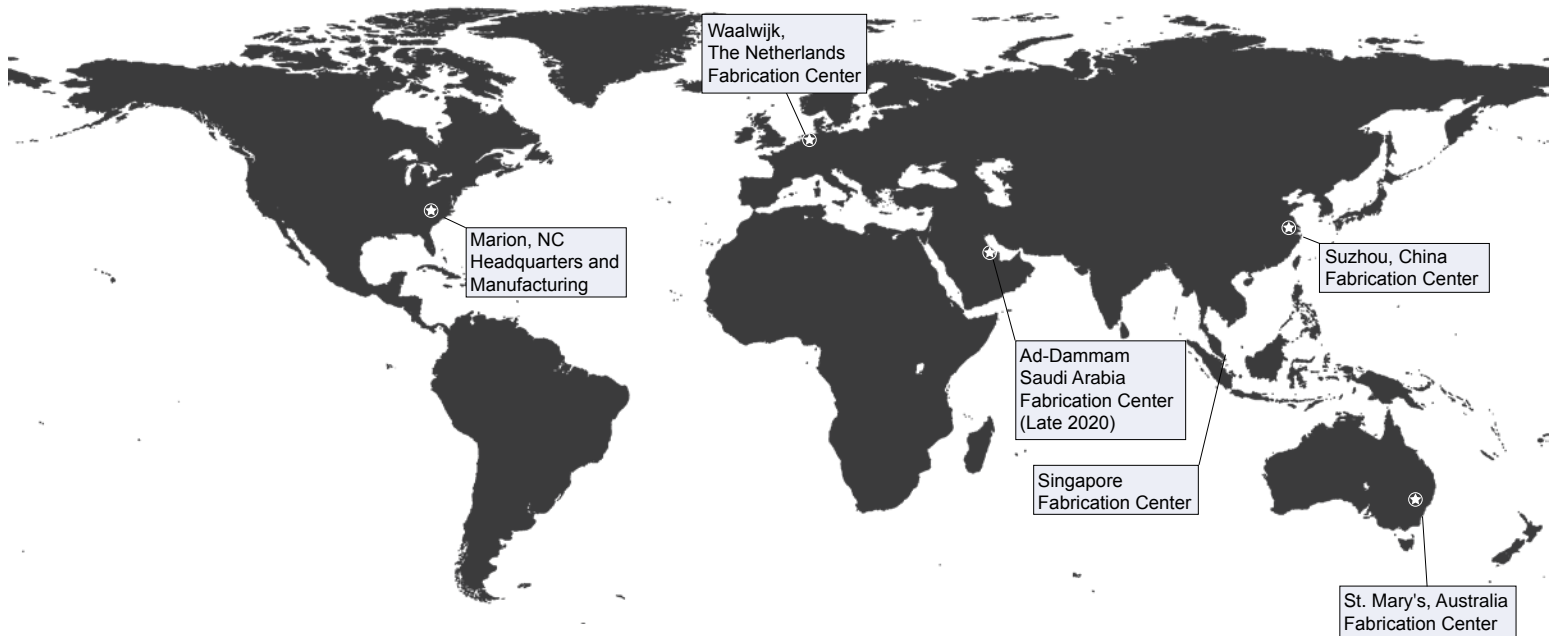 Waalwijk,
The Netherlands
Fabrication Center
Marion, NC
Headquarters and
Manufacturing
Suzhou, China
Fabrication Center
Ad-Dammam
Saudi Arabia
Fabrication Center
(Late 2020)
Singapore
Fabrication Center
St. Mary's, Australia
Fabrication Center